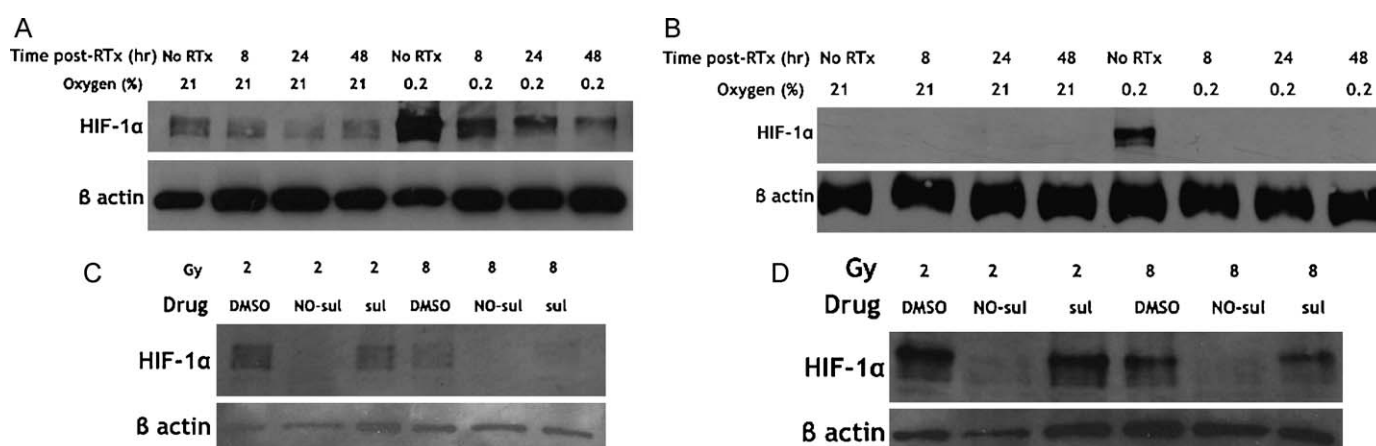 A
Time post-RTx (hr) No RTx 8 24 48 No RTx 8 24 48
Oxygen (%) 21 21 21 21 0.2 0.2 0.2 0.2
HIF-1α
ß actin
B
Time post-RTx (hr) No RTx 8 24 48 No RTx 8 24 48
Oxygen (%) 21 21 21 21 0.2 0.2 0.2 0.2
HIF-1α
ß actin
C
Gy 2 2 2 8 8 8
Drug DMSO NO-sul sul DMSO NO-sul sul
HIF-1α
ß actin
D
Gy 2 2 2 8 8 8
Drug DMSO NO-sul sul DMSO NO-sul sul
HIF-1α
ß actin